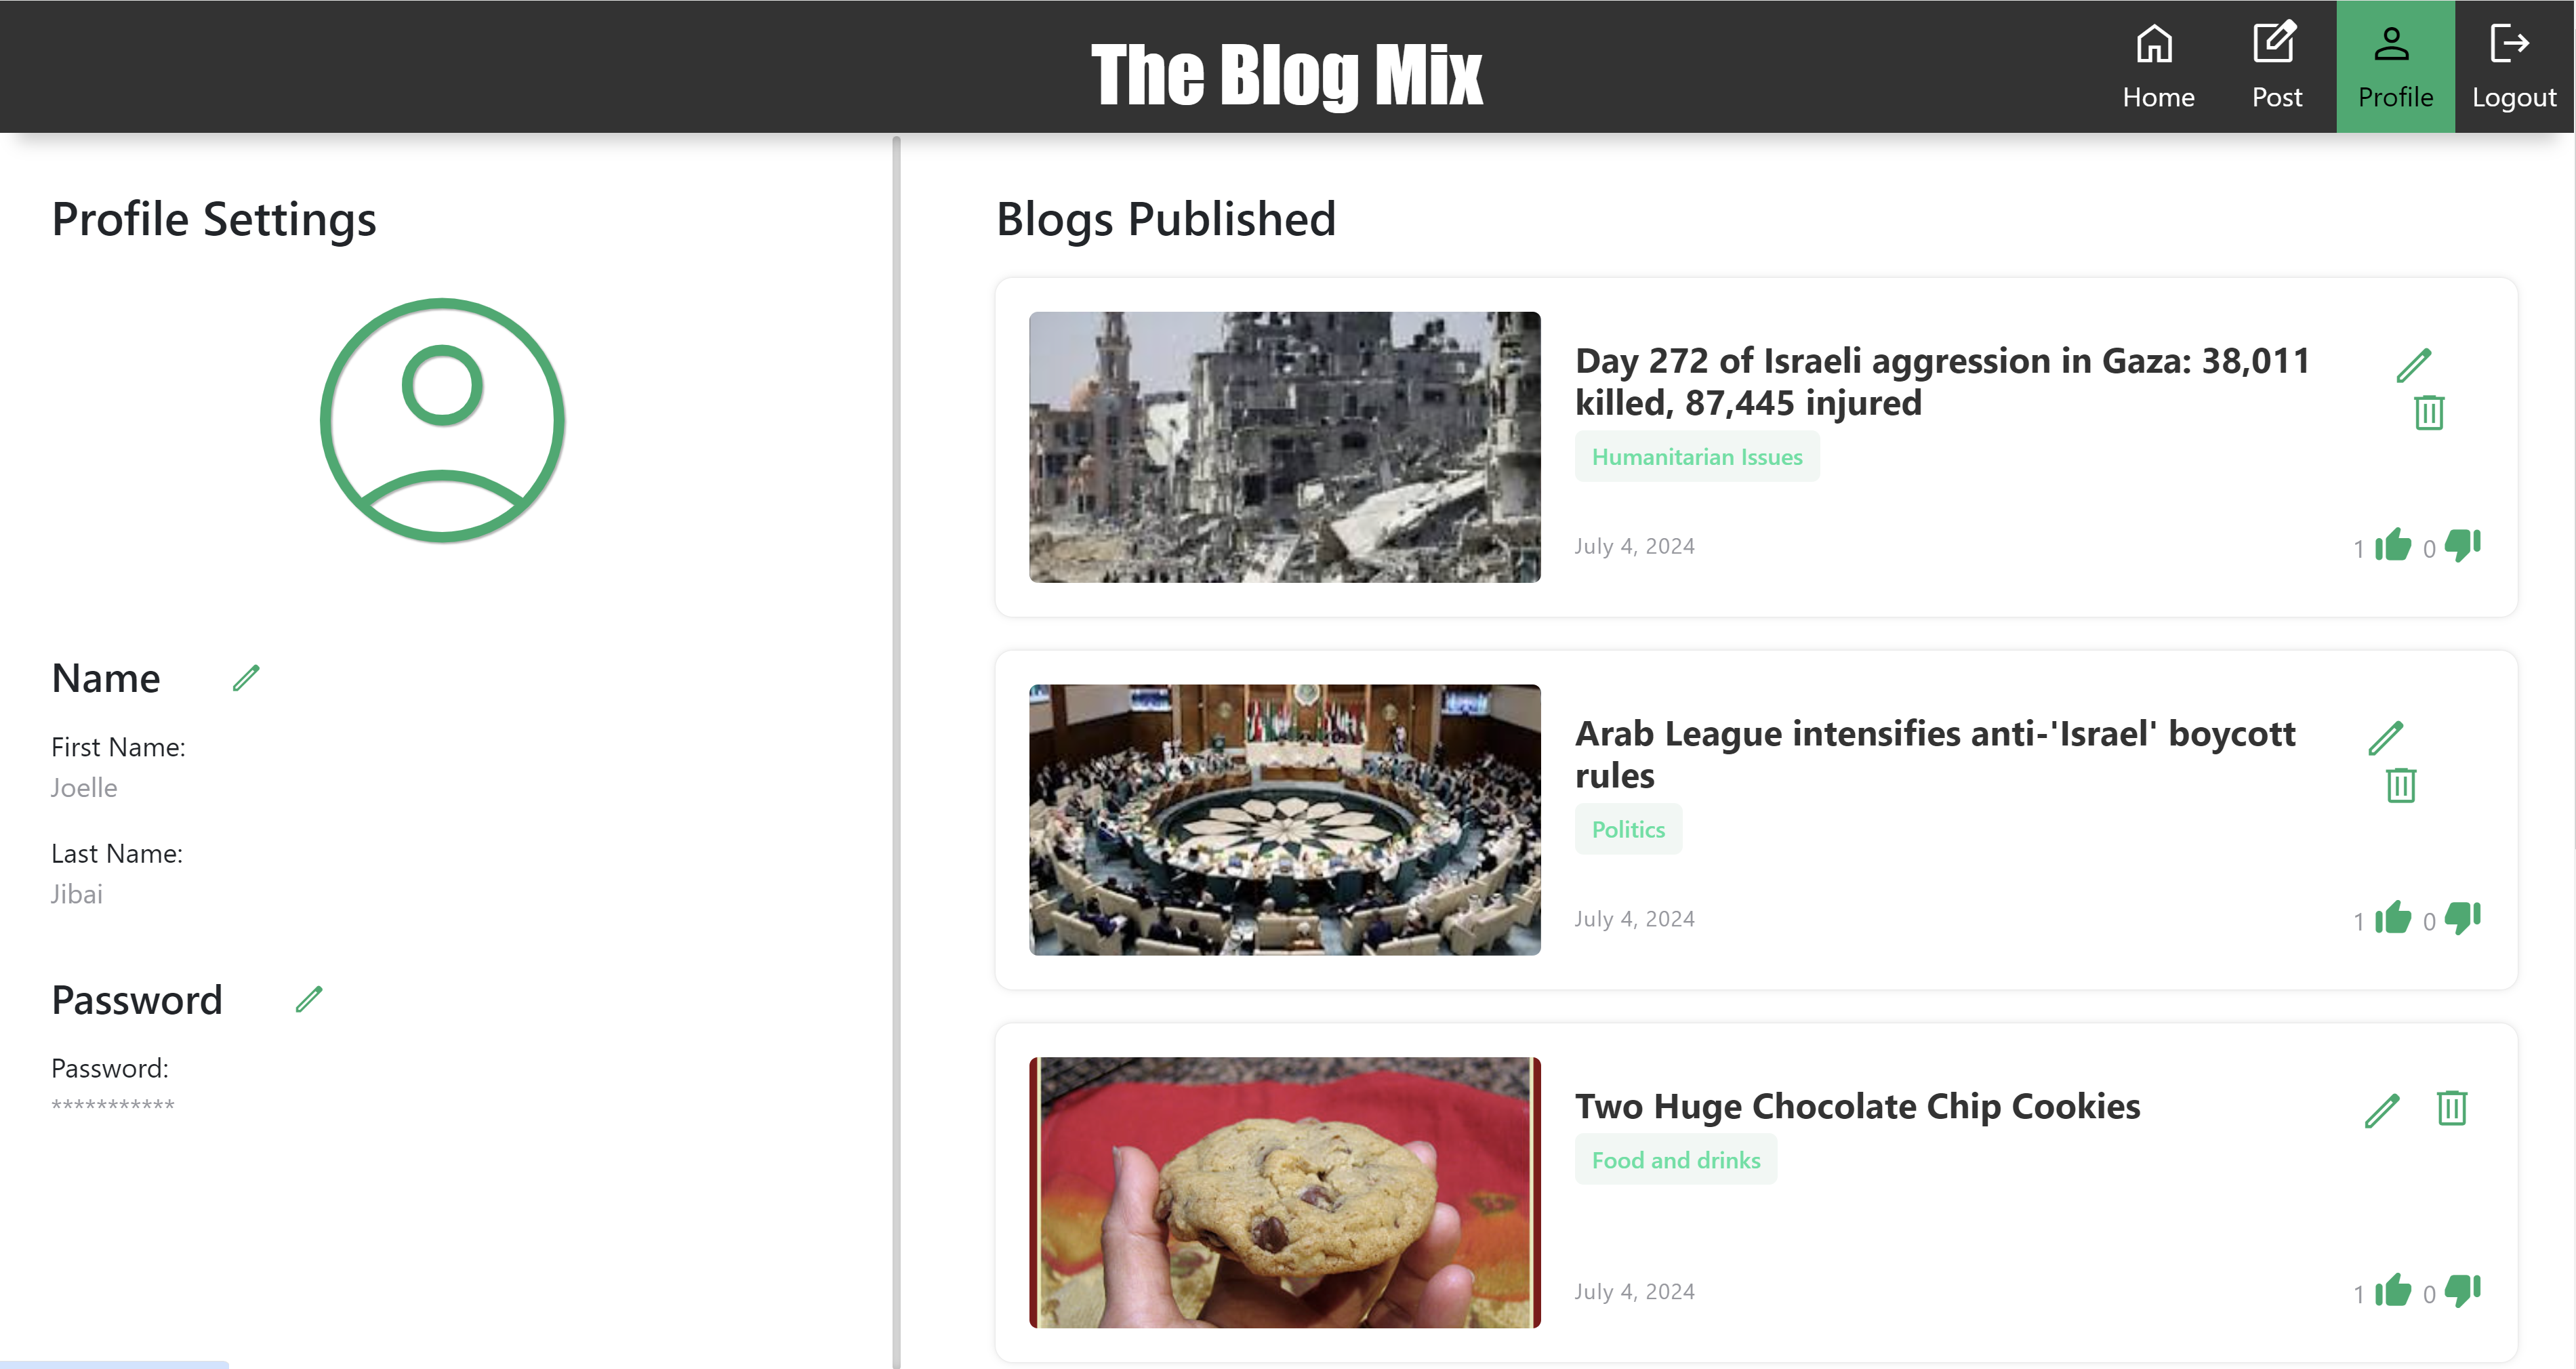 The Blog Mix
Home
Post
Profile
Logout
Profile Settings
Name
First Name:
Joelle
Last Name:
Jibai
Password
Password:
***********
Blogs Published
Day 272 of Israeli aggression in Gaza: 38,011
killed, 87,445 injured
Humanitarian Issues
July 4, 2024
1 0
Arab League intensifies anti-'Israel' boycott
rules
Politics
July 4, 2024
1 0
Two Huge Chocolate Chip Cookies
Food and drinks
July 4, 2024
1 0